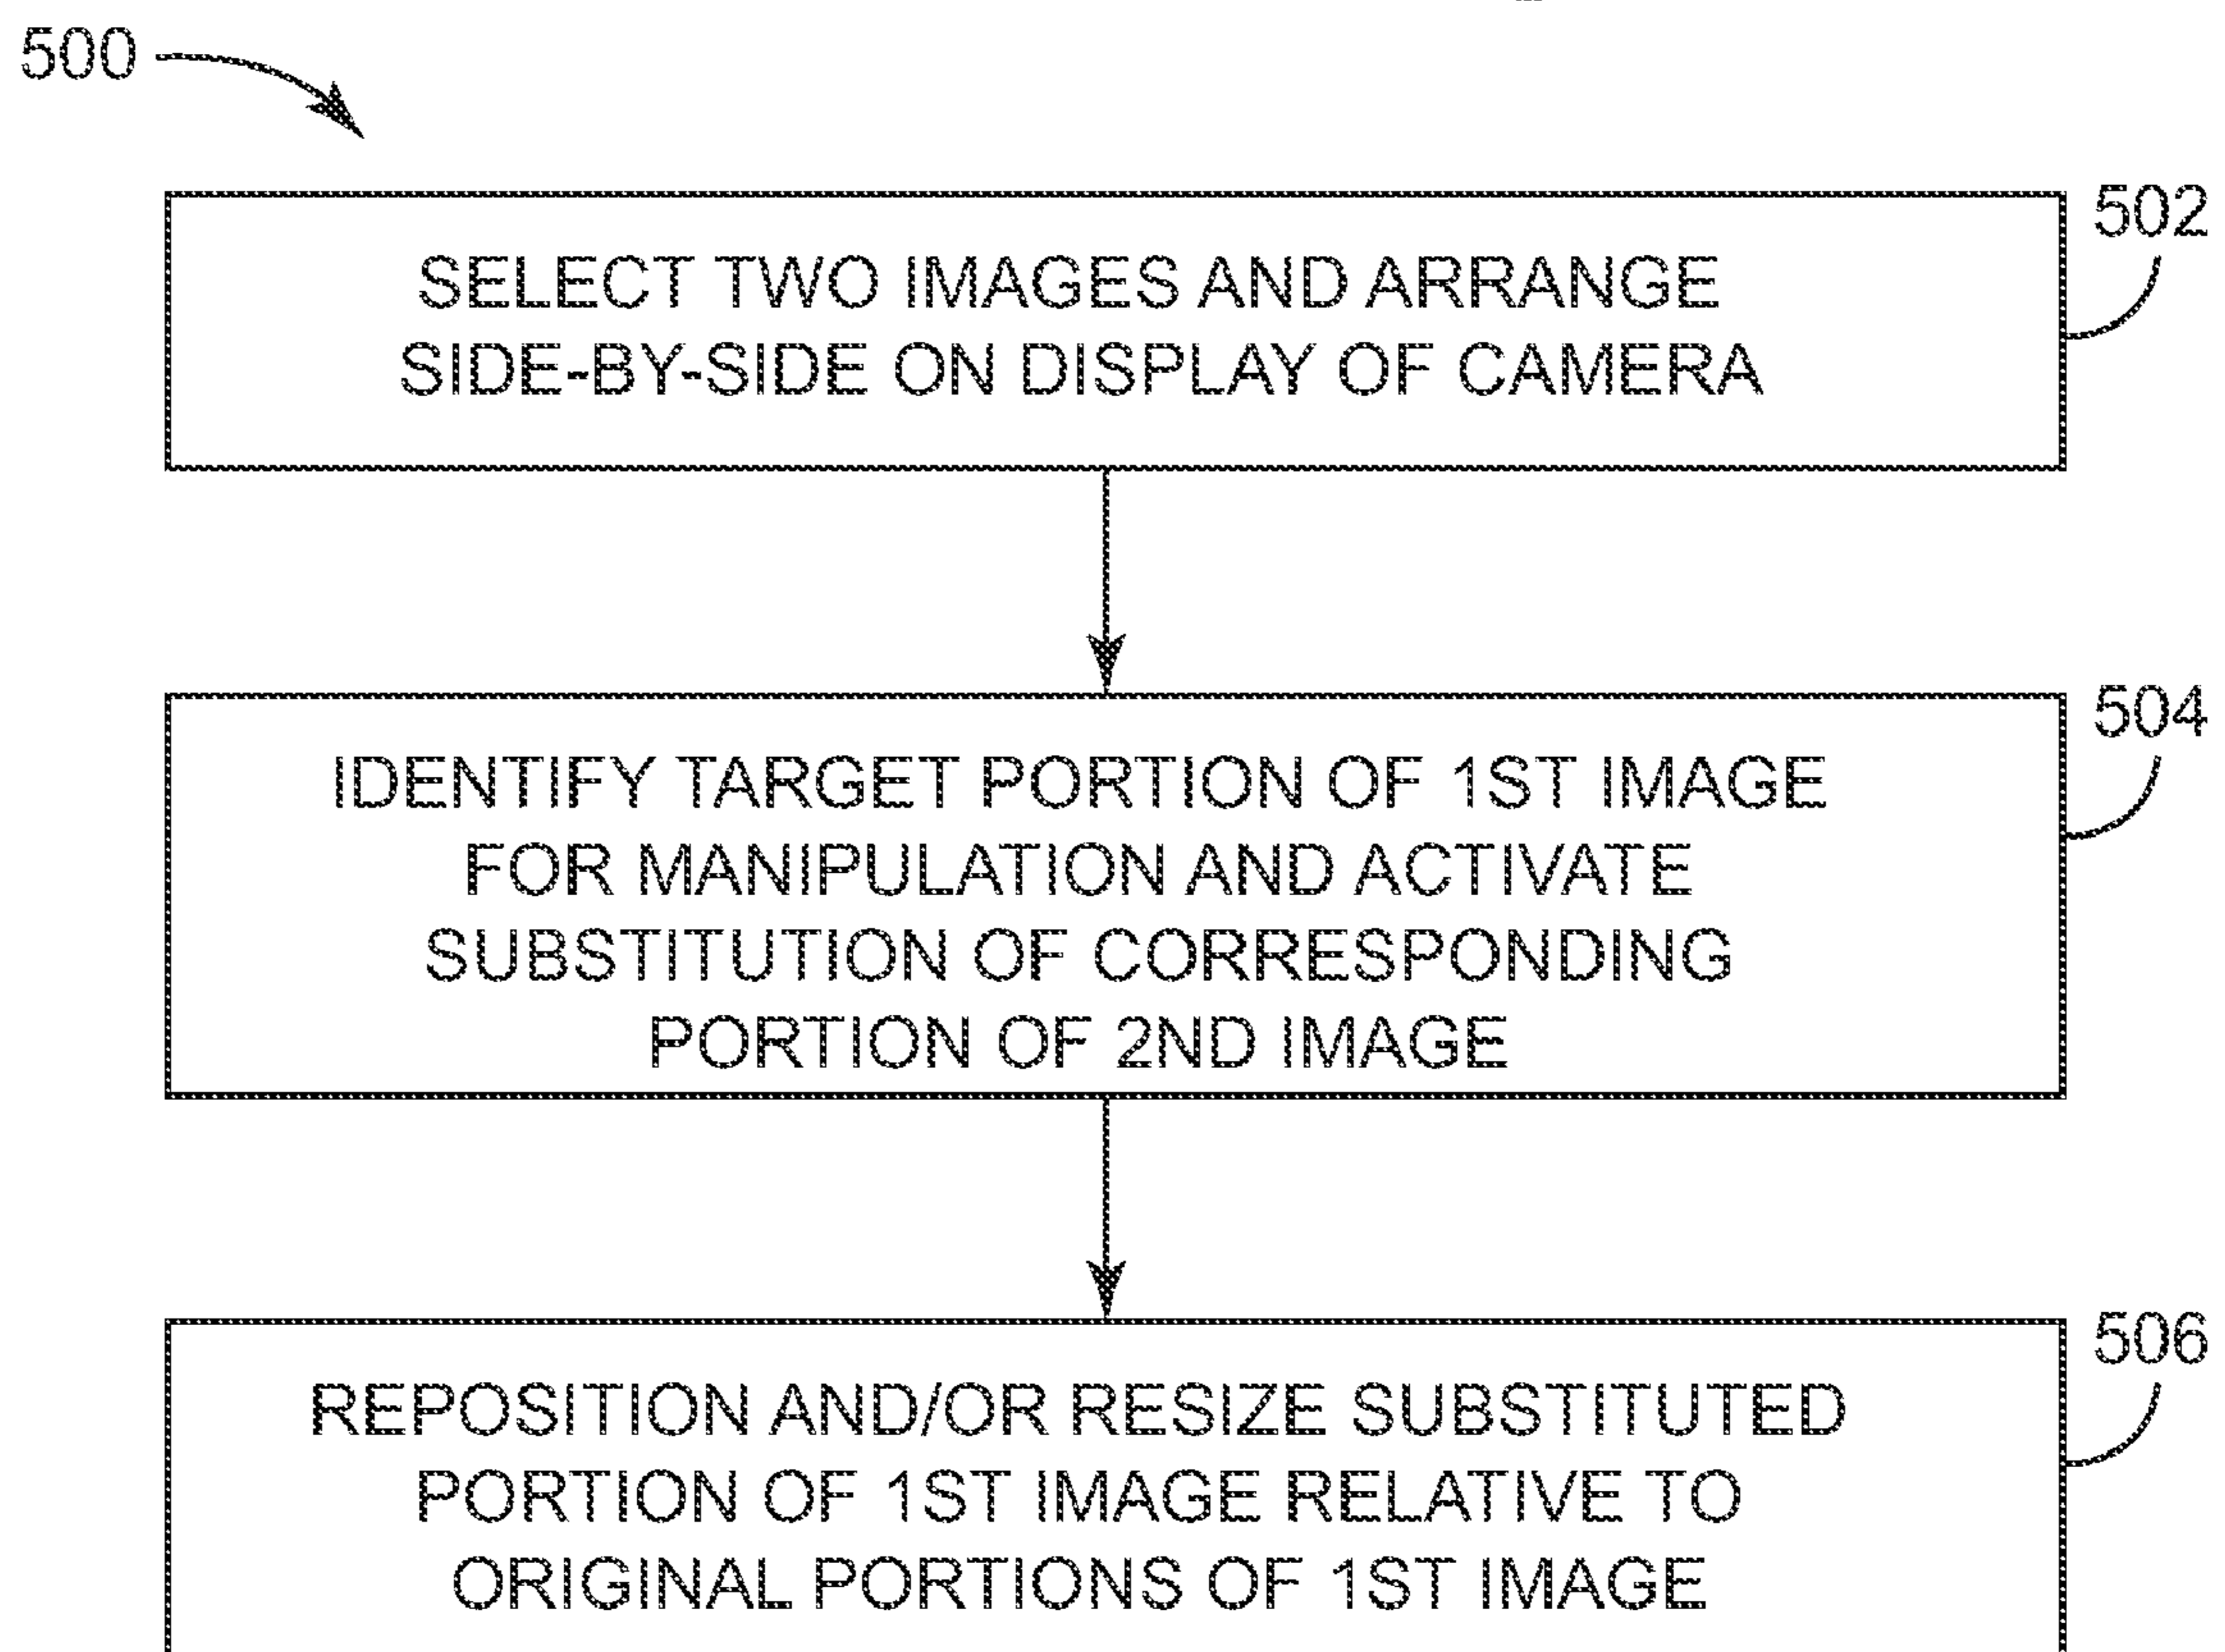 500
502
SELECT TWO IMAGES AND ARRANGE
SIDE-BY-SIDE ON DISPLAY OF CAMERA
504
IDENTIFY TARGET PORTION OF 1ST IMAGE
FOR MANIPULATION AND ACTIVATE
SUBSTITUTION OF CORRESPONDING
PORTION OF 2ND IMAGE
506
REPOSITION AND/OR RESIZE SUBSTITUTED
PORTION OF 1ST IMAGE RELATIVE TO
ORIGINAL PORTIONS OF 1ST IMAGE